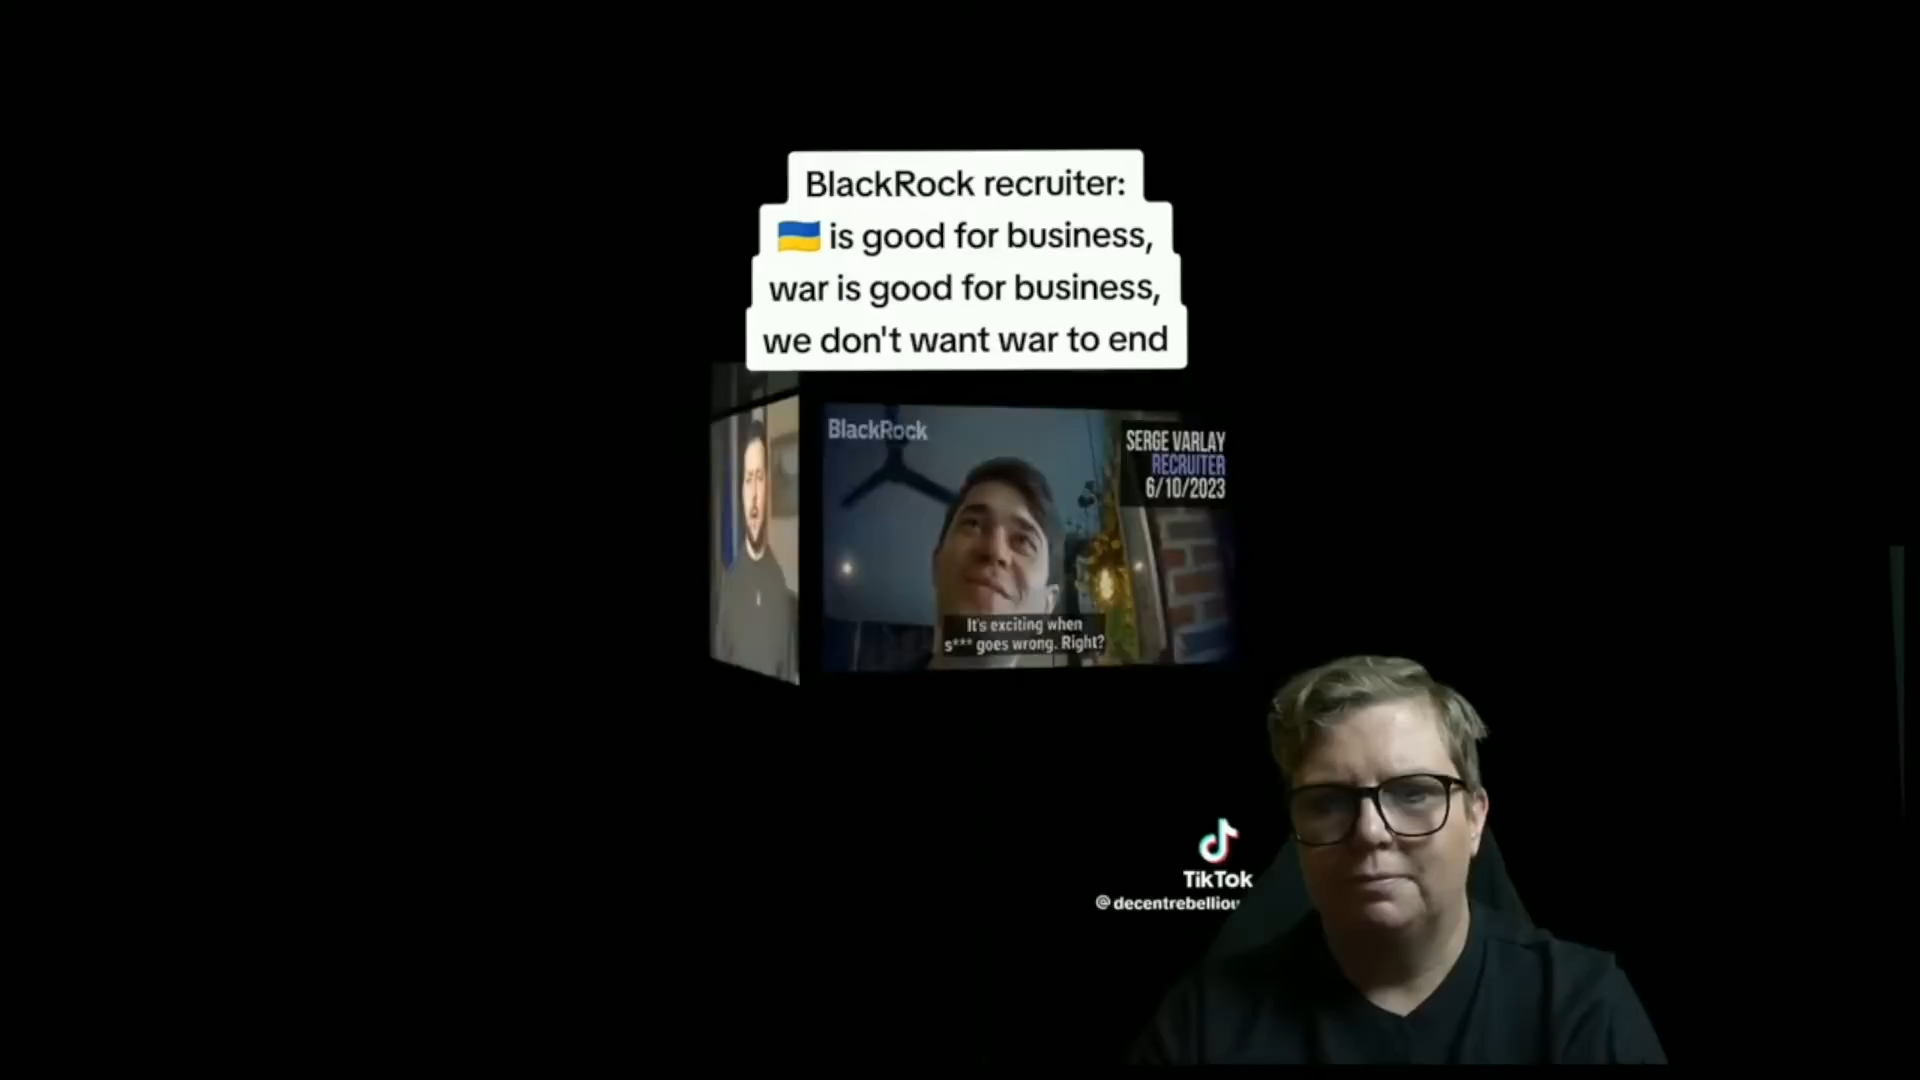 BlackRock recruiter:
🇺🇦 is good for business,
war is good for business,
we don't want war to end
BlackRock
SERGE VARLAY
RECRUITER
6/10/2023
It's exciting when
s*** goes wrong. Right?
TikTok
@decentrebelliou